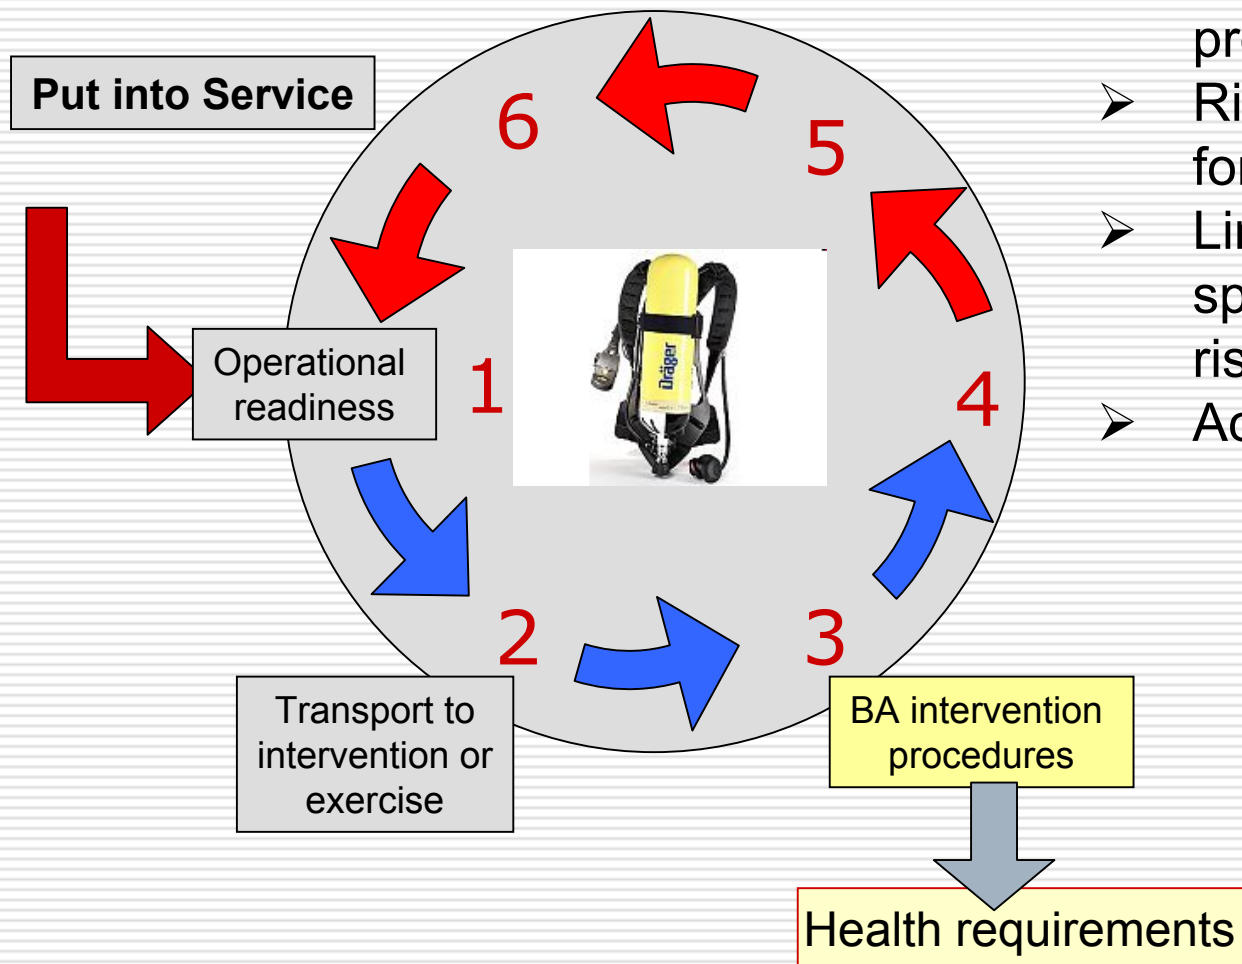 Put into Service
6
5
Operational
readiness
1
4
Dräger
2
3
Transport to
intervention or
exercise
BA intervention
procedures
Health requirements